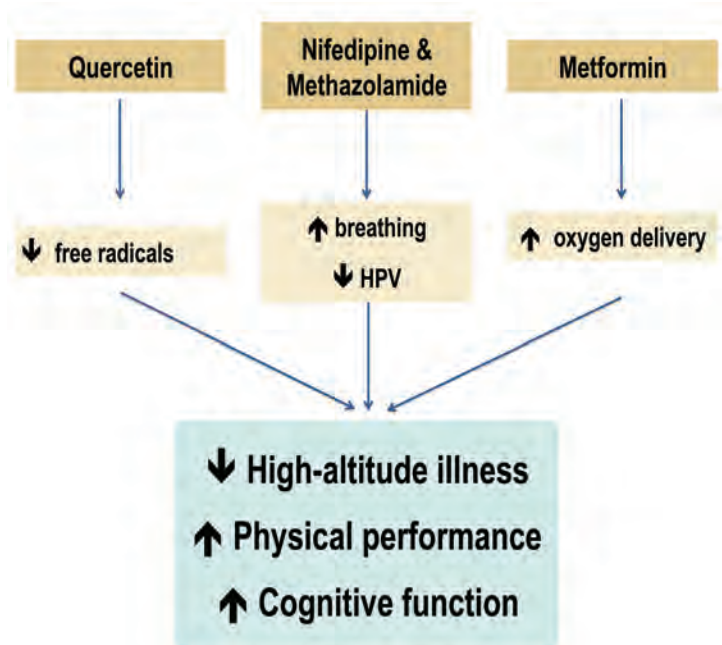 Quercetin
Nifedipine &
Methazolamide
Metformin
↓ free radicals
↑ breathing
↓ HPV
↑ oxygen delivery
↓ High-altitude illness
↑ Physical performance
↑ Cognitive function